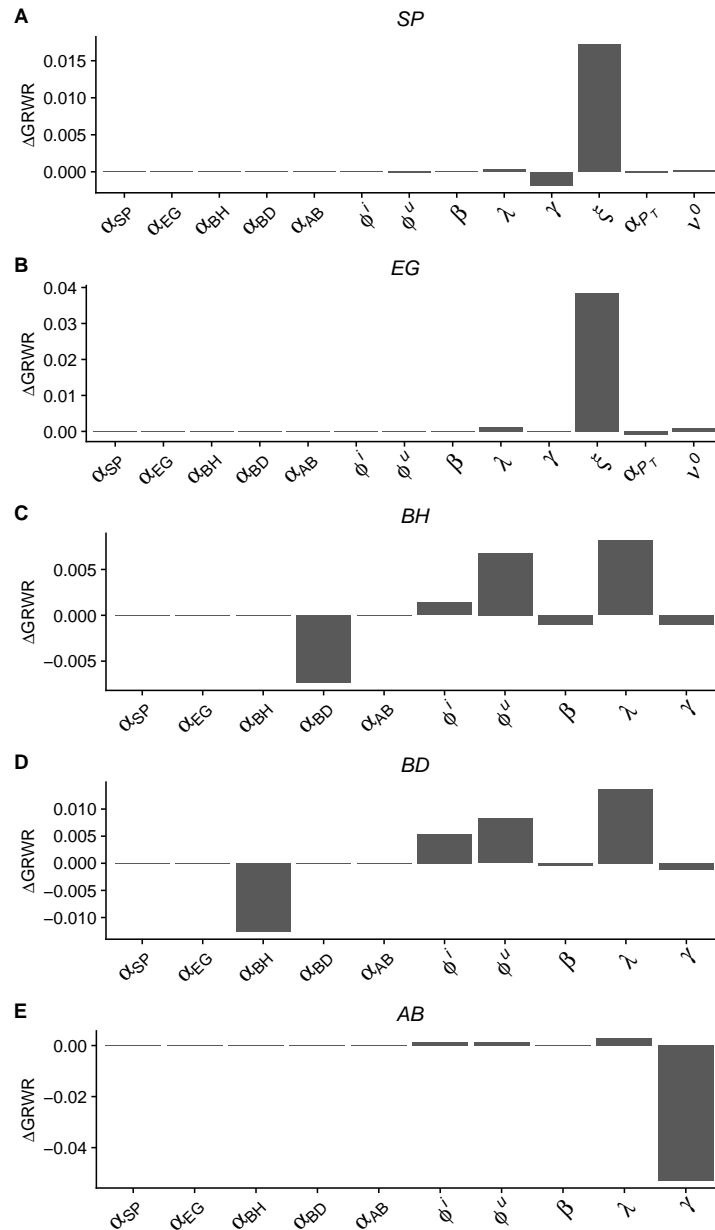 A
SP
ΔGRWR
0.015
0.010
0.005
0.000
αSP αEG αBH αBD αAB ϕi ϕu β λ γ ξ αPT ν0
B
EG
ΔGRWR
0.04
0.03
0.02
0.01
0.00
αSP αEG αBH αBD αAB ϕi ϕu β λ γ ξ αPT ν0
C
BH
ΔGRWR
0.005
0.000
−0.005
αSP αEG αBH αBD αAB ϕi ϕu β λ γ
D
BD
ΔGRWR
0.010
0.005
0.000
−0.005
−0.010
αSP αEG αBH αBD αAB ϕi ϕu β λ γ
E
AB
ΔGRWR
0.00
−0.02
−0.04
αSP αEG αBH αBD αAB ϕi ϕu β λ γ